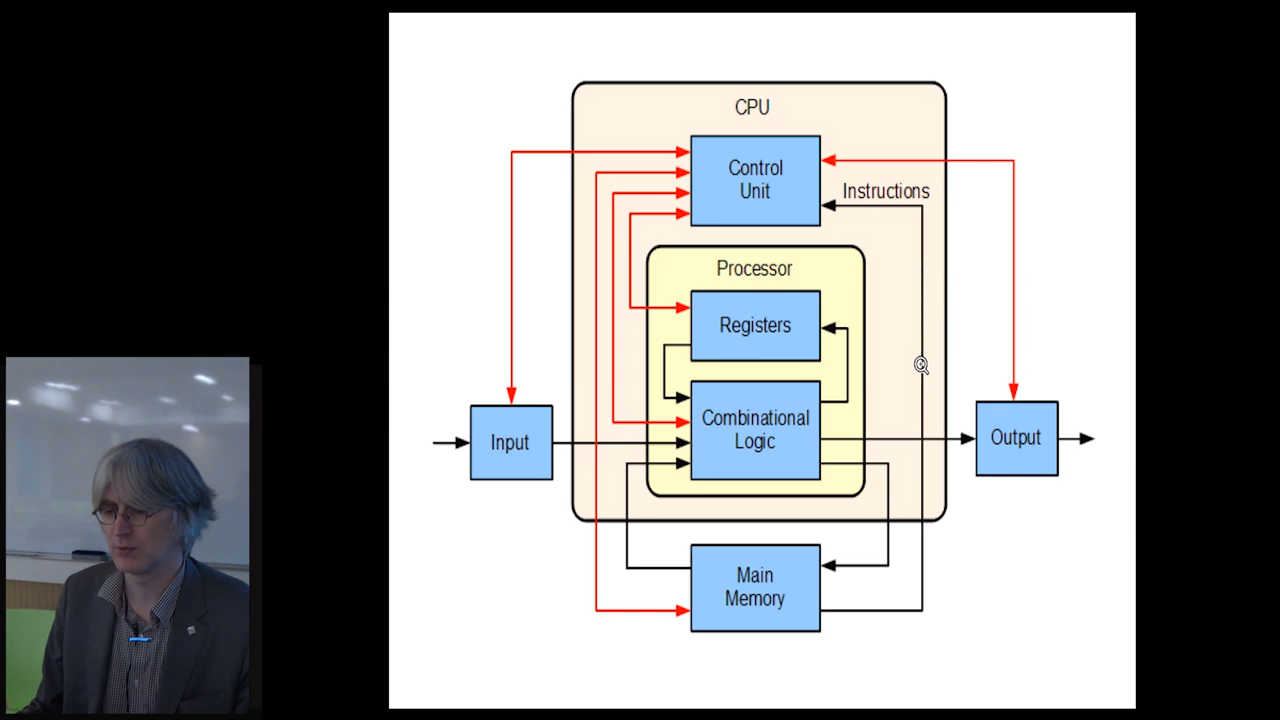 CPU
Control
Unit
Instructions
Processor
Registers
Combinational
Logic
Input
Output
Main
Memory